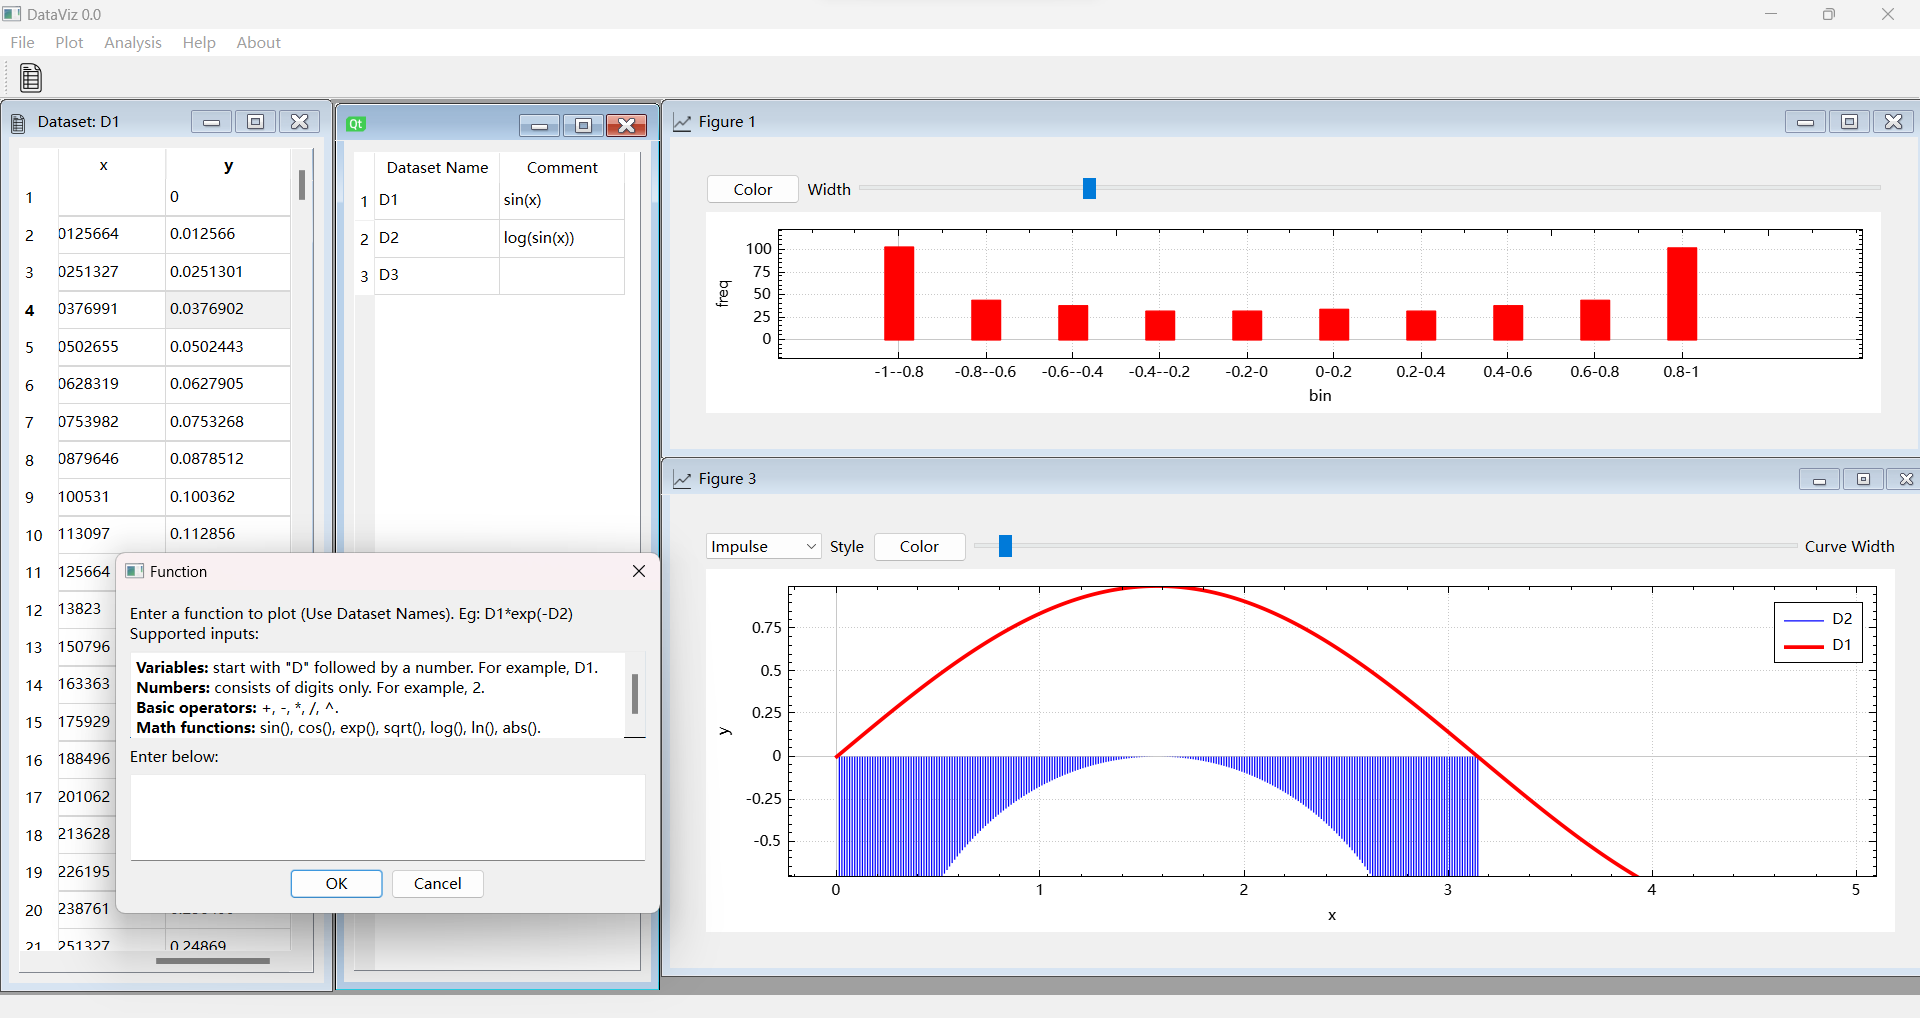 DataViz 0.0
File Plot Analysis Help About
Dataset: D1
x y
1 0
2 0125664 0.012566
3 0251327 0.0251301
4 0376991 0.0376902
5 0502655 0.0502443
6 0628319 0.0627905
7 0753982 0.0753268
8 0879646 0.0878512
9 100531 0.100362
10 113097 0.112856
11 125664
12 13823
13 150796
14 163363
15 175929
16 188496
17 201062
18 213628
19 226195
20 238761
21 251327 0.24869
Qt
Dataset Name Comment
1 D1 sin(x)
2 D2 log(sin(x))
3 D3
Function
Enter a function to plot (Use Dataset Names). Eg: D1*exp(-D2)
Supported inputs:
Variables: start with "D" followed by a number. For example, D1.
Numbers: consists of digits only. For example, 2.
Basic operators: +, -, *, /, ^.
Math functions: sin(), cos(), exp(), sqrt(), log(), ln(), abs().
Enter below:
OK Cancel
Figure 1
Color Width
freq
100
75
50
25
0
-1--0.8 -0.8--0.6 -0.6--0.4 -0.4--0.2 -0.2-0 0-0.2 0.2-0.4 0.4-0.6 0.6-0.8 0.8-1
bin
Figure 3
Impulse Style Color Curve Width
D2
D1
y
0.75
0.5
0.25
0
-0.25
-0.5
0 1 2 3 4 5
x